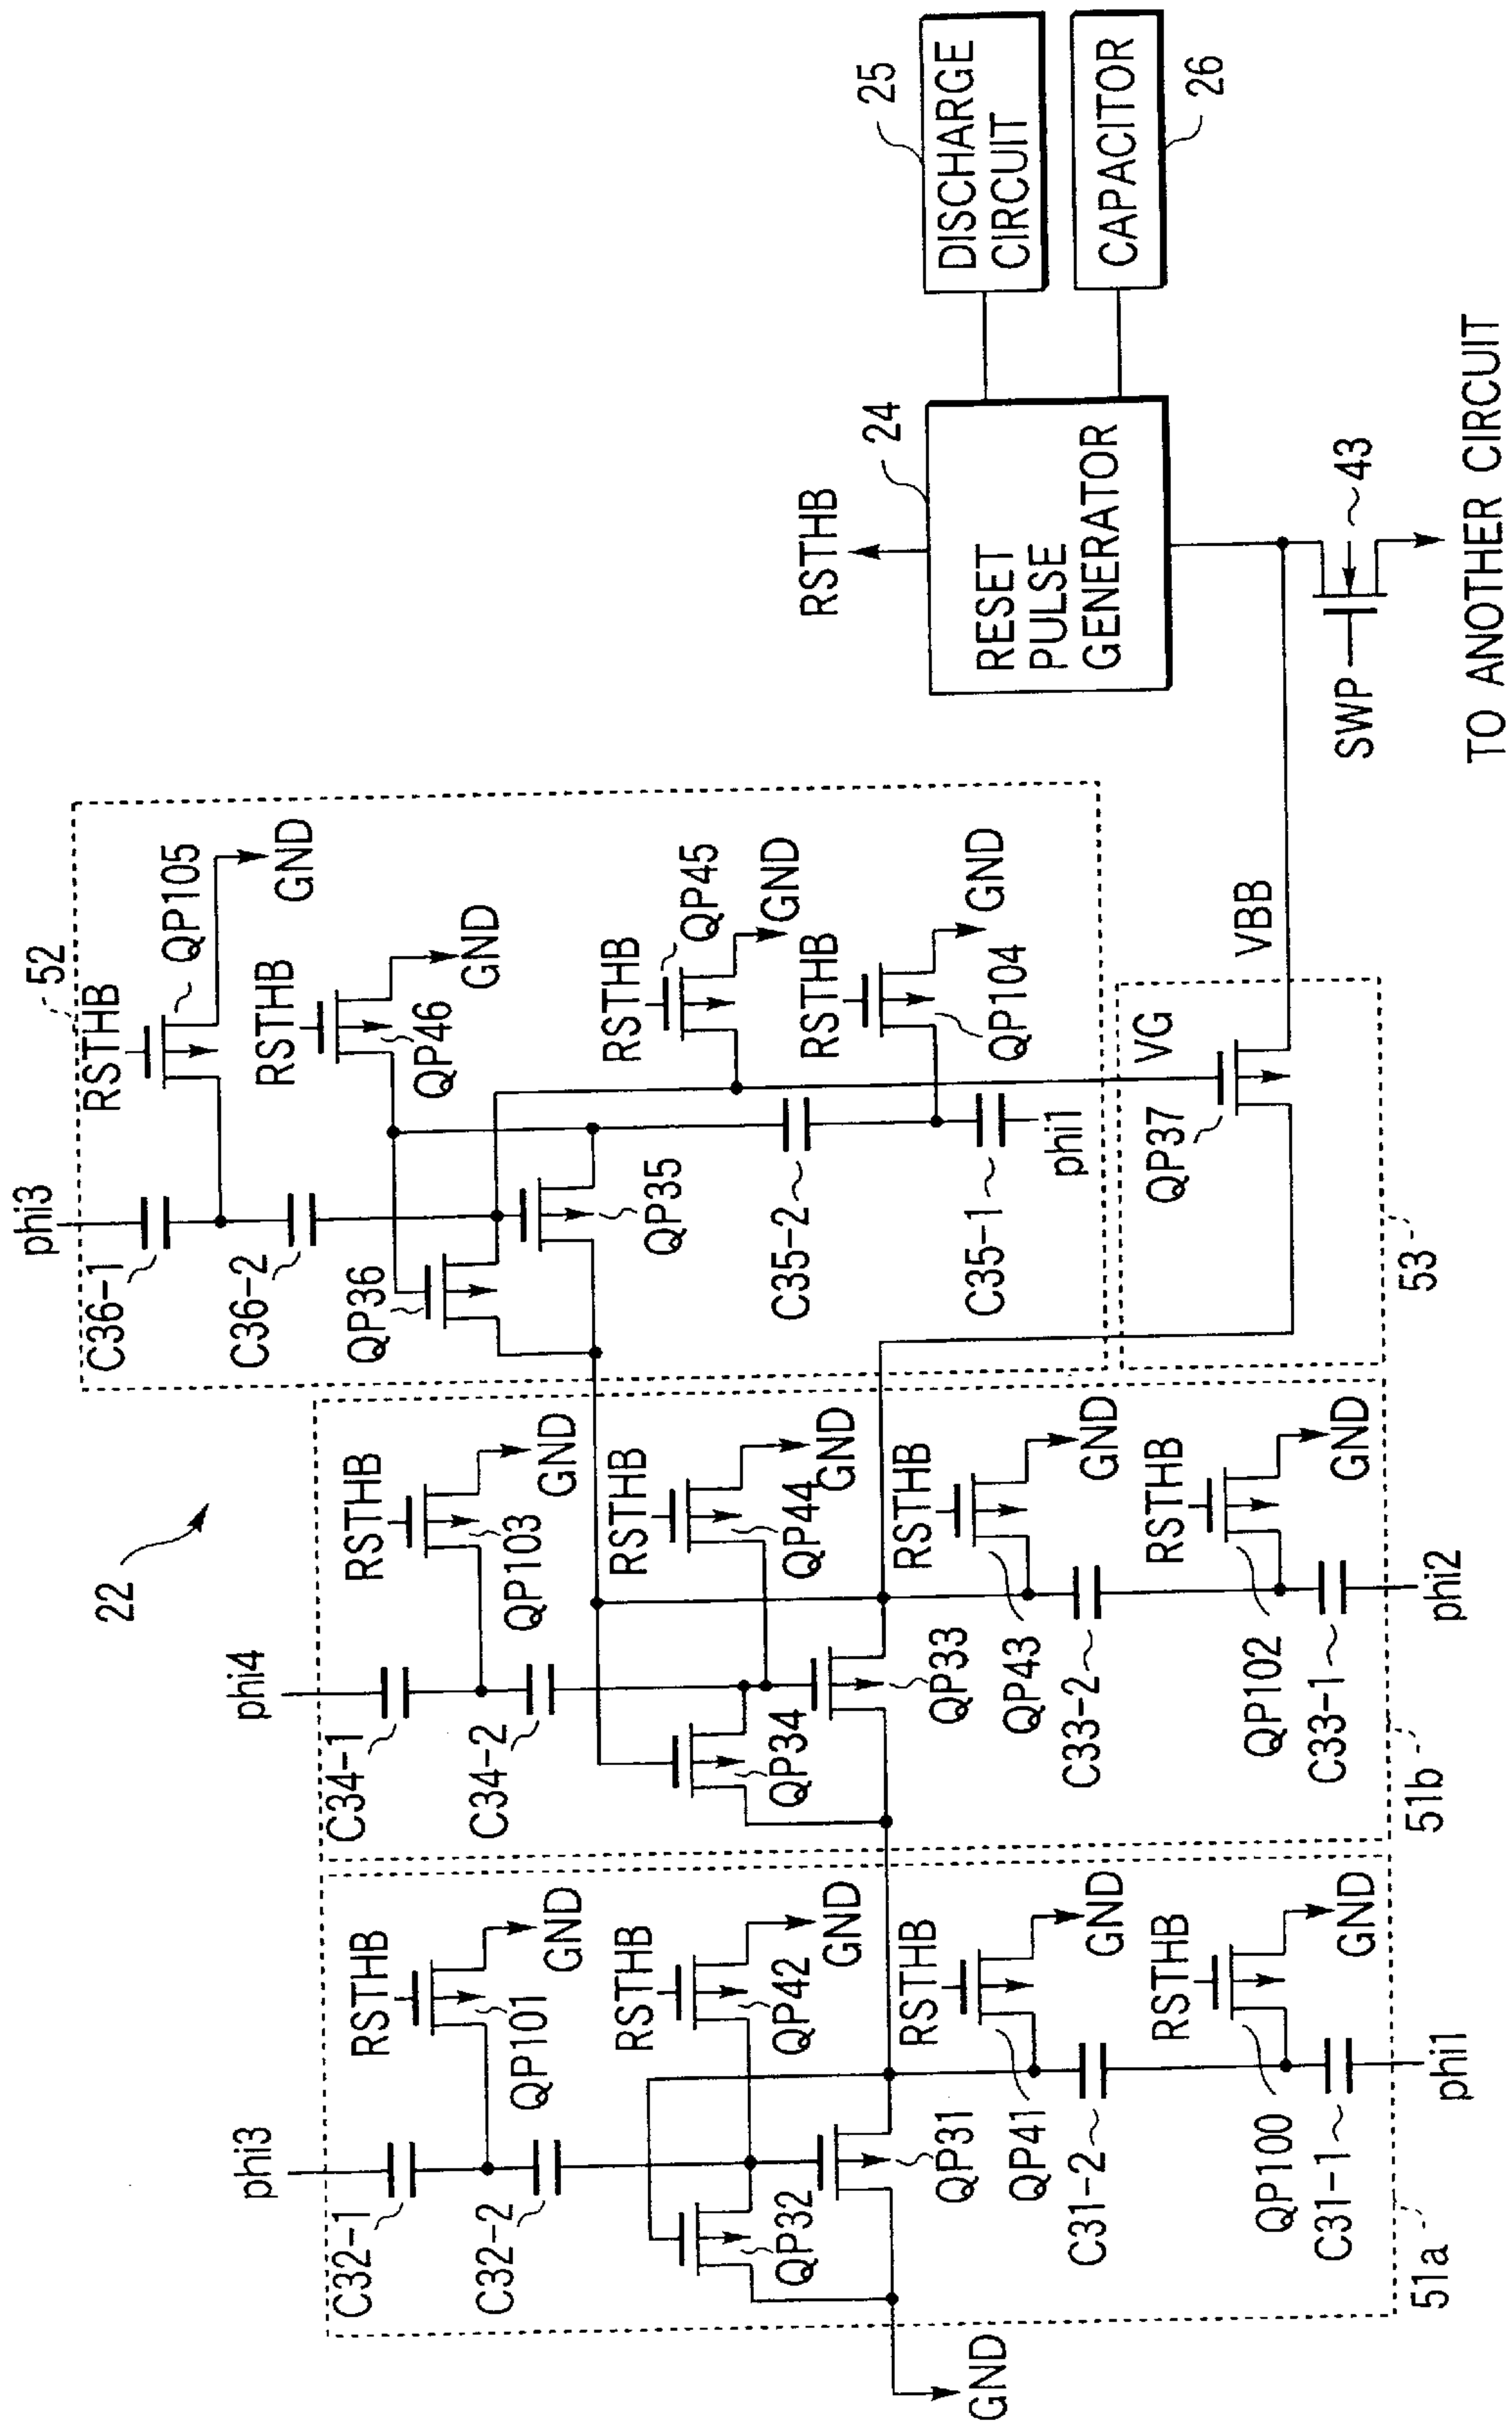 22
52
phi3
C36-1
RSTHB
QP105
GND
C36-2
RSTHB
QP46
GND
QP36
QP35
RSTHB
QP45
GND
C35-2
RSTHB
QP104
GND
C35-1
phi1
VG
QP37
VBB
53
phi4
C34-1
RSTHB
QP103
GND
C34-2
RSTHB
QP44
GND
QP34
QP33
RSTHB
QP43
GND
C33-2
RSTHB
QP102
GND
C33-1
phi2
51b
phi3
C32-1
RSTHB
QP101
GND
C32-2
RSTHB
QP42
GND
QP32
QP31
RSTHB
QP41
GND
C31-2
RSTHB
QP100
GND
C31-1
phi1
51a
GND
RSTHB
24
RESET
PULSE
GENERATOR
25
DISCHARGE
CIRCUIT
CAPACITOR
26
SWP
43
TO ANOTHER CIRCUIT